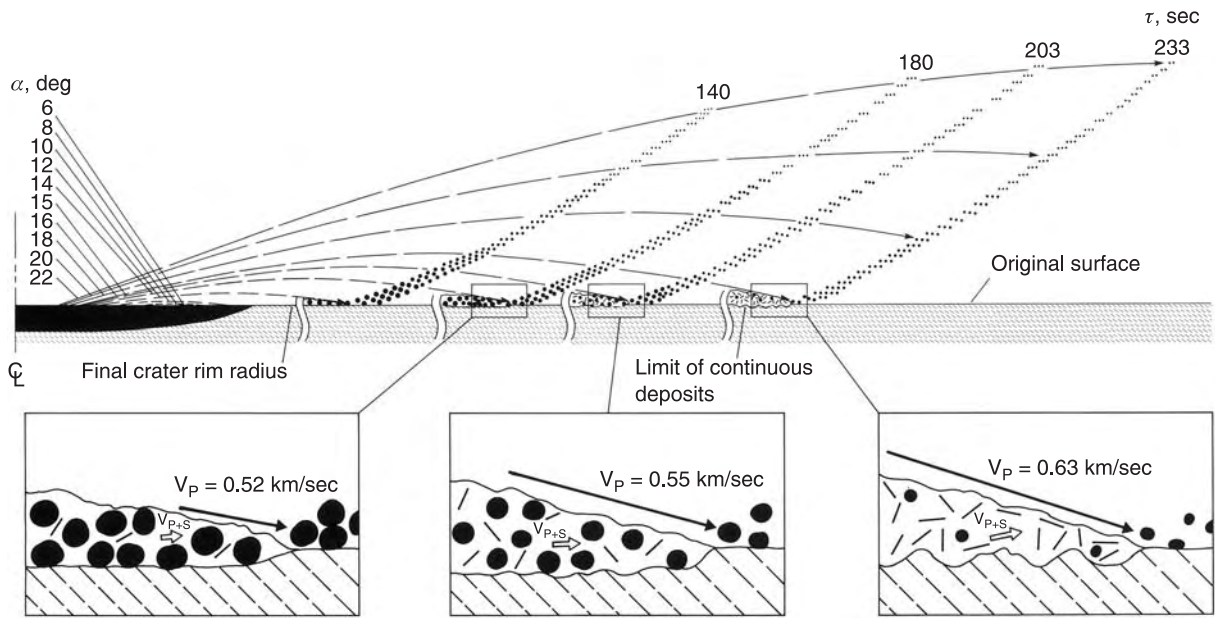 τ, sec
233
203
180
140
α, deg
6
8
10
12
14
15
16
18
20
22
Original surface
℄
Final crater rim radius
Limit of continuous
deposits
V_P = 0.52 km/sec
V_P+S
V_P = 0.55 km/sec
V_P+S
V_P = 0.63 km/sec
V_P+S